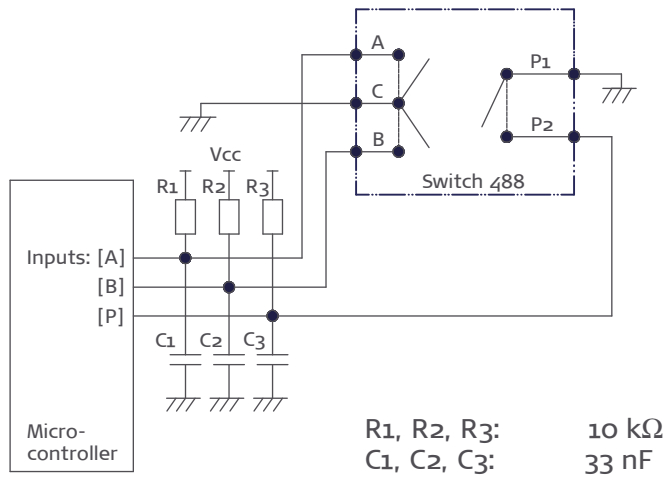 A
C
B
P1
P2
Switch 488
Vcc
R1 R2 R3
Inputs: [A]
[B]
[P]
C1 C2 C3
Micro-
controller
R1, R2, R3: 10 kΩ
C1, C2, C3: 33 nF